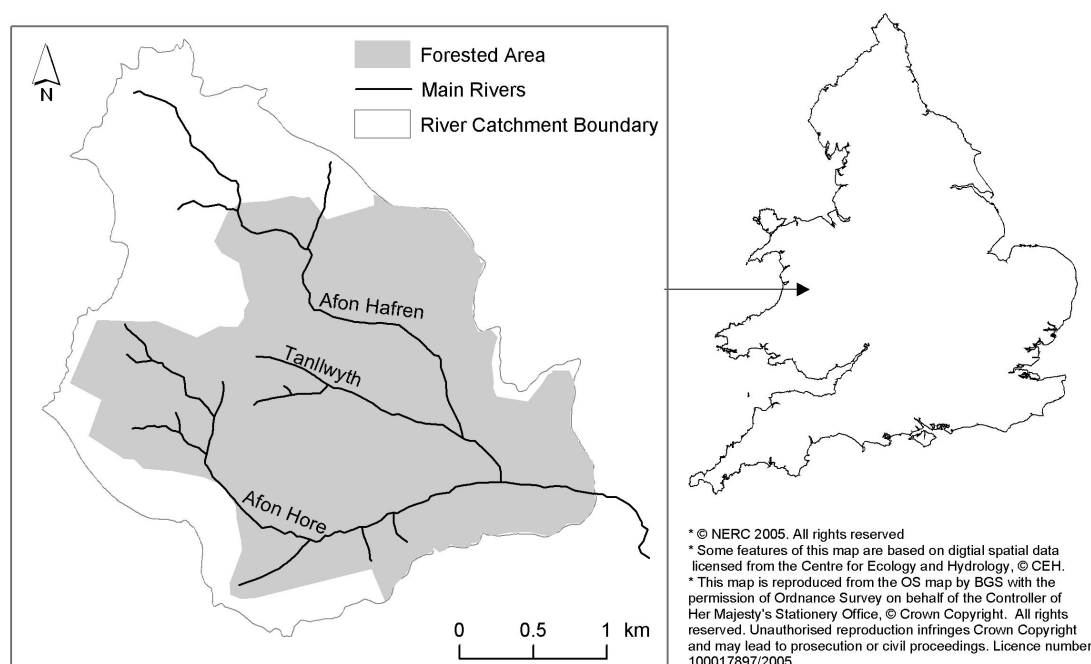 N
Forested Area
Main Rivers
River Catchment Boundary
Afon Hafren
Tanllwyth
Afon Hore
0 0.5 1 km
* © NERC 2005. All rights reserved
* Some features of this map are based on digtial spatial data
licensed from the Centre for Ecology and Hydrology, © CEH.
* This map is reproduced from the OS map by BGS with the
permission of Ordnance Survey on behalf of the Controller of
Her Majesty's Stationery Office, © Crown Copyright. All rights
reserved. Unauthorised reproduction infringes Crown Copyright
and may lead to prosecution or civil proceedings. Licence number
100017897/2005